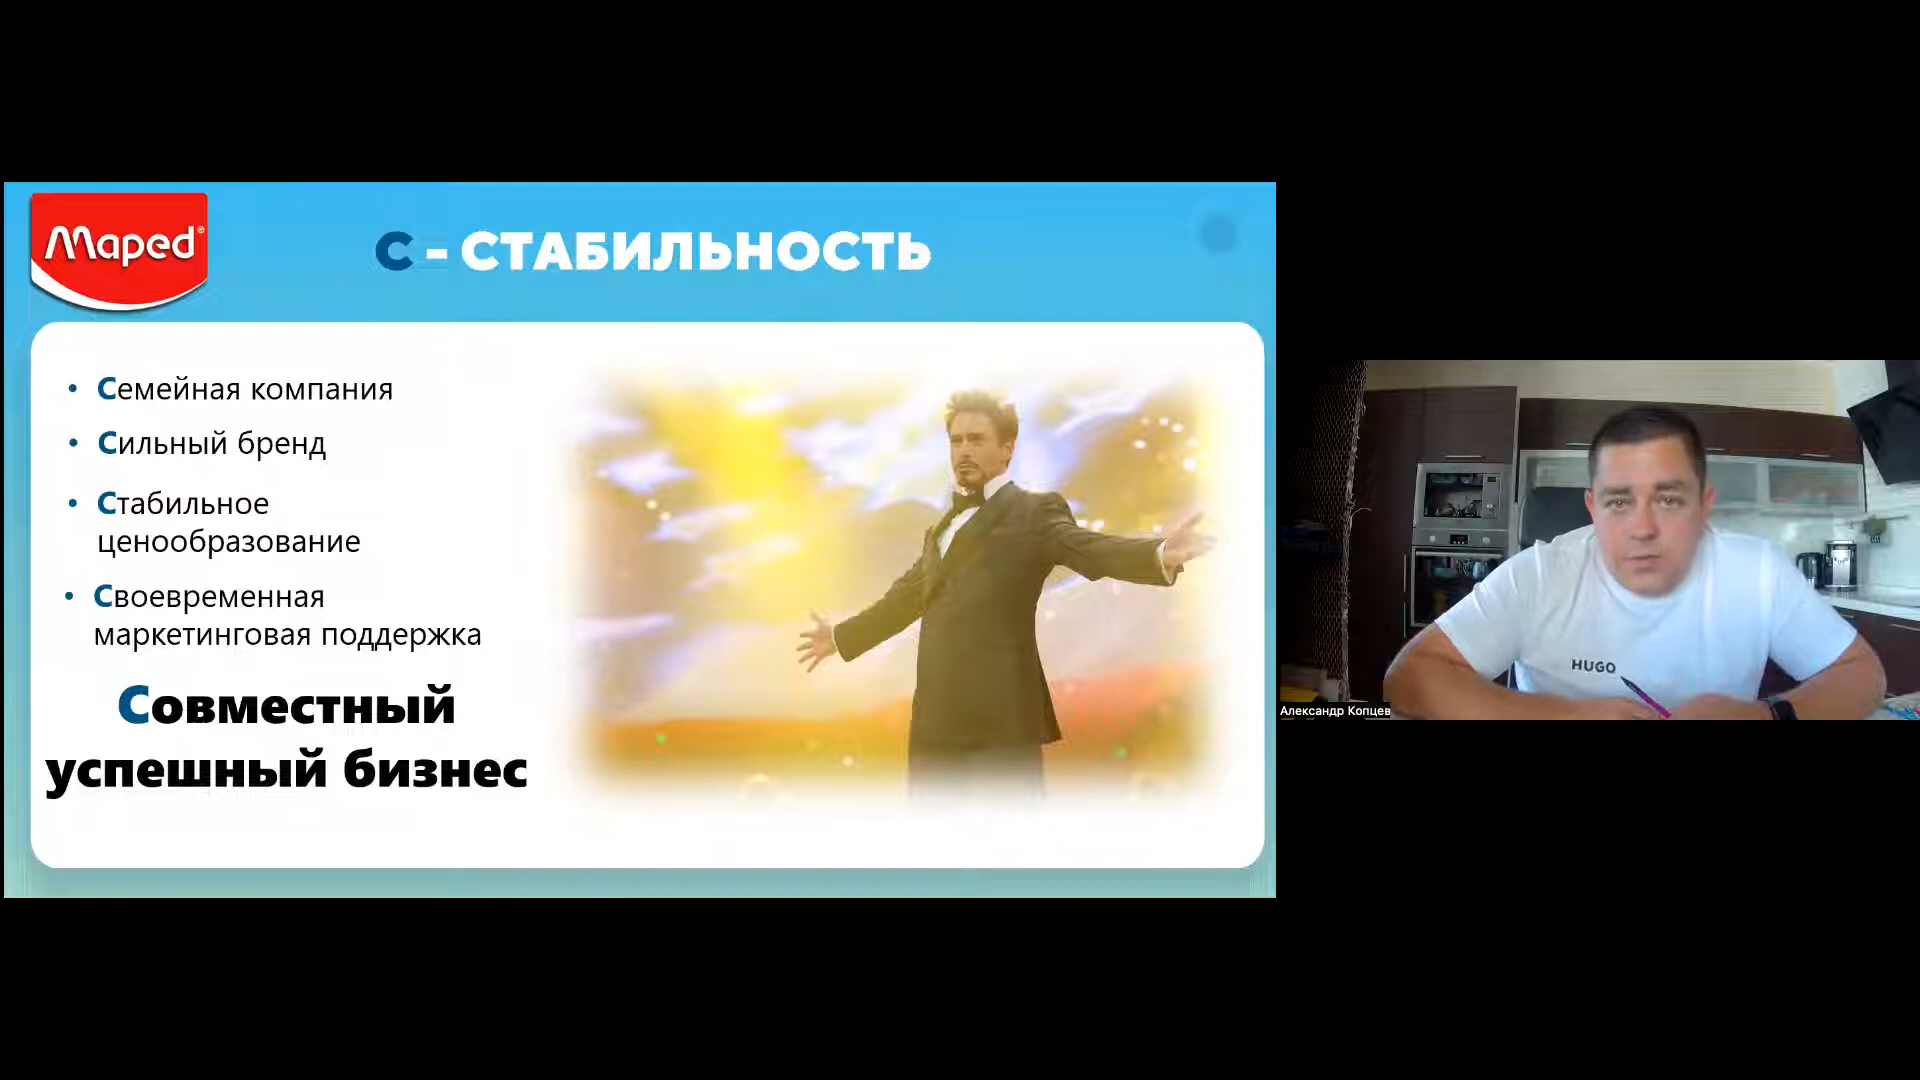 Maped®
С - СТАБИЛЬНОСТЬ
• Семейная компания
• Сильный бренд
• Стабильное
ценообразование
• Своевременная
маркетинговая поддержка
Совместный
успешный бизнес
HUGO
Александр Копцев